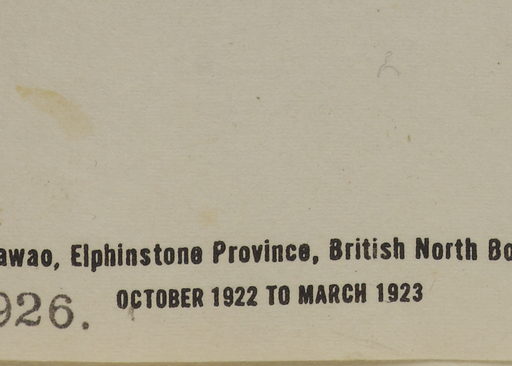 awao, Elphinstone Province, British North Bo
926. OCTOBER 1922 TO MARCH 1923